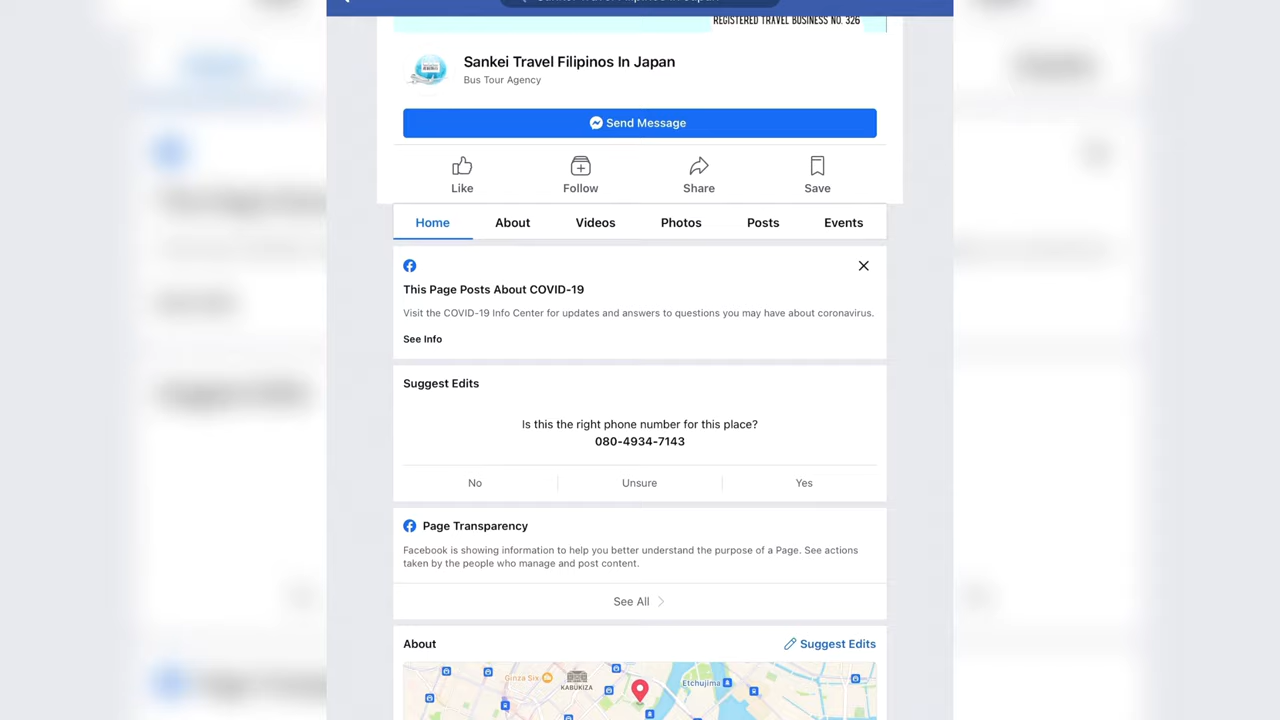 REGISTERED TRAVEL BUSINESS NO. 326
Sankei Travel Filipinos In Japan
Bus Tour Agency
Send Message
Like
Follow
Share
Save
Home
About
Videos
Photos
Posts
Events
This Page Posts About COVID-19
Visit the COVID-19 Info Center for updates and answers to questions you may have about coronavirus.
See Info
Suggest Edits
Is this the right phone number for this place?
080-4934-7143
No
Unsure
Yes
Page Transparency
Facebook is showing information to help you better understand the purpose of a Page. See actions
taken by the people who manage and post content.
See All
About
Suggest Edits
Ginza Six
KABUKIZA
Etchujima